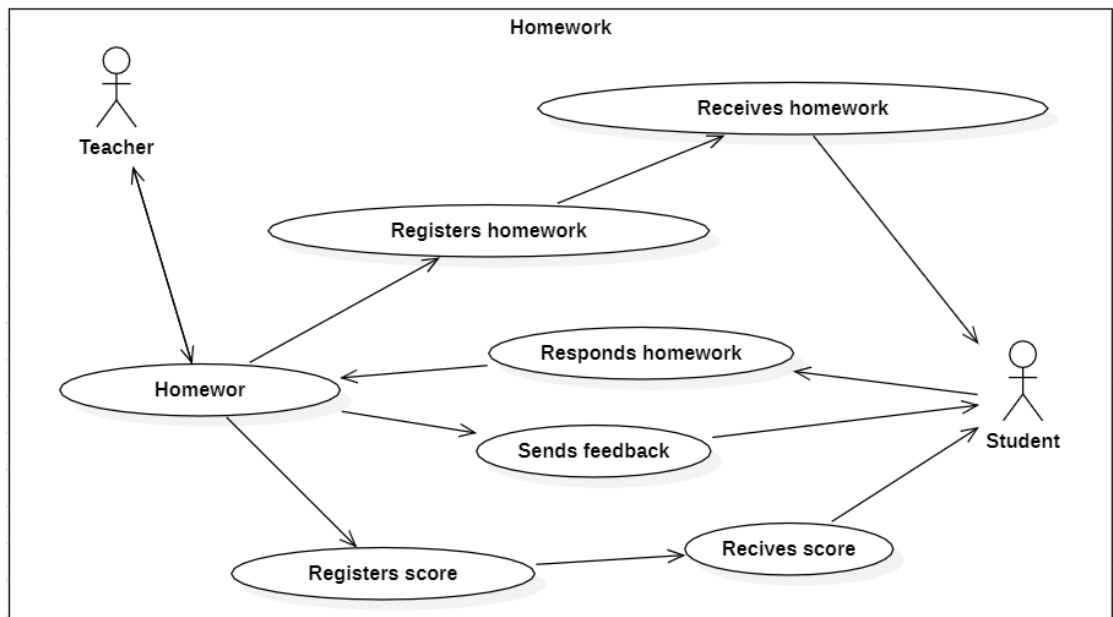 Homework
Teacher
Receives homework
Registers homework
Responds homework
Homewor
Student
Sends feedback
Recives score
Registers score